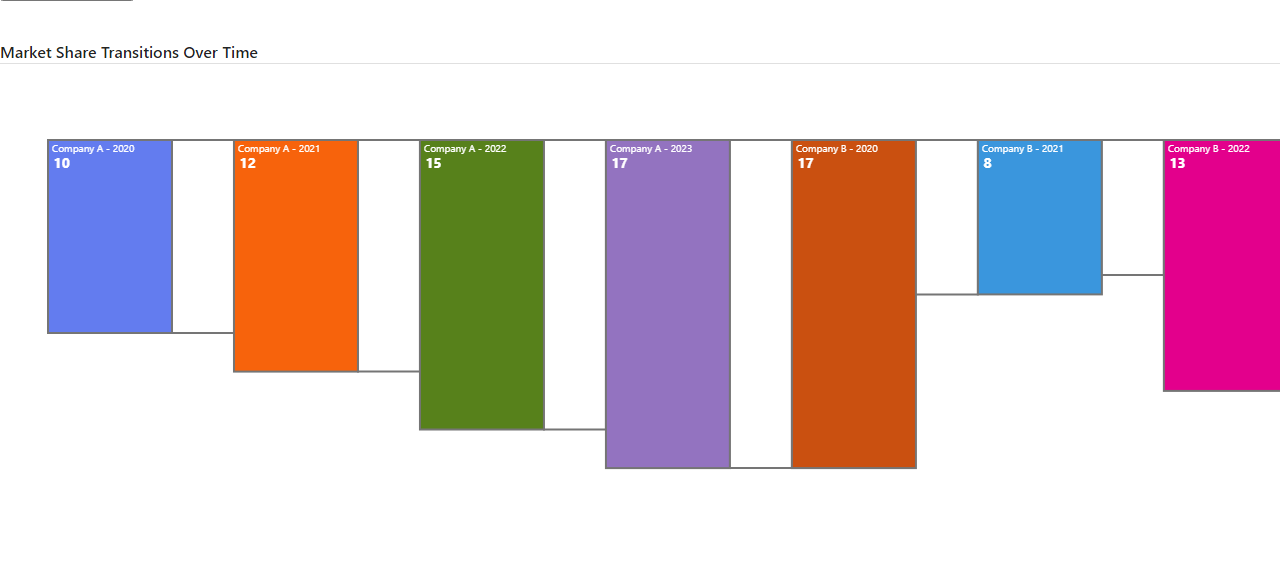 Market Share Transitions Over Time
Company A - 2020
10
Company A - 2021
12
Company A - 2022
15
Company A - 2023
17
Company B - 2020
17
Company B - 2021
8
Company B - 2022
13